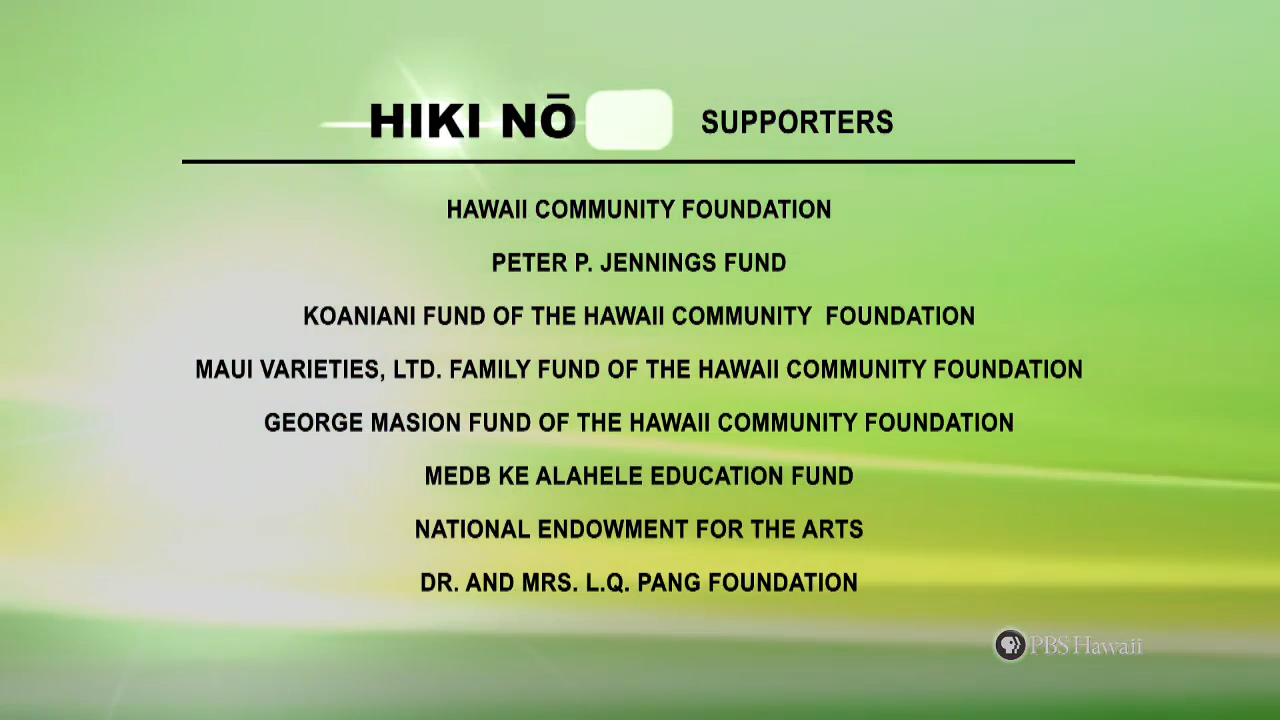 HIKI NŌ SUPPORTERS
HAWAII COMMUNITY FOUNDATION
PETER P. JENNINGS FUND
KOANIANI FUND OF THE HAWAII COMMUNITY FOUNDATION
MAUI VARIETIES, LTD. FAMILY FUND OF THE HAWAII COMMUNITY FOUNDATION
GEORGE MASION FUND OF THE HAWAII COMMUNITY FOUNDATION
MEDB KE ALAHELE EDUCATION FUND
NATIONAL ENDOWMENT FOR THE ARTS
DR. AND MRS. L.Q. PANG FOUNDATION
PBS Hawaii